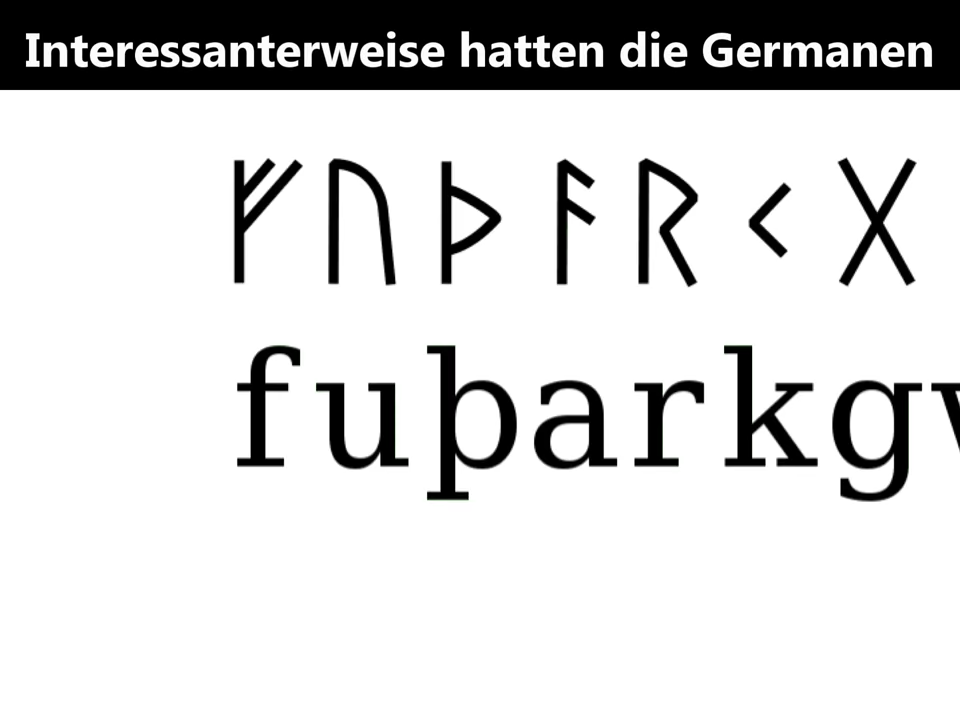 Interessanterweise hatten die Germanen
ᚠᚢᚦᚨᚱᚲᚷ
fuþarkg